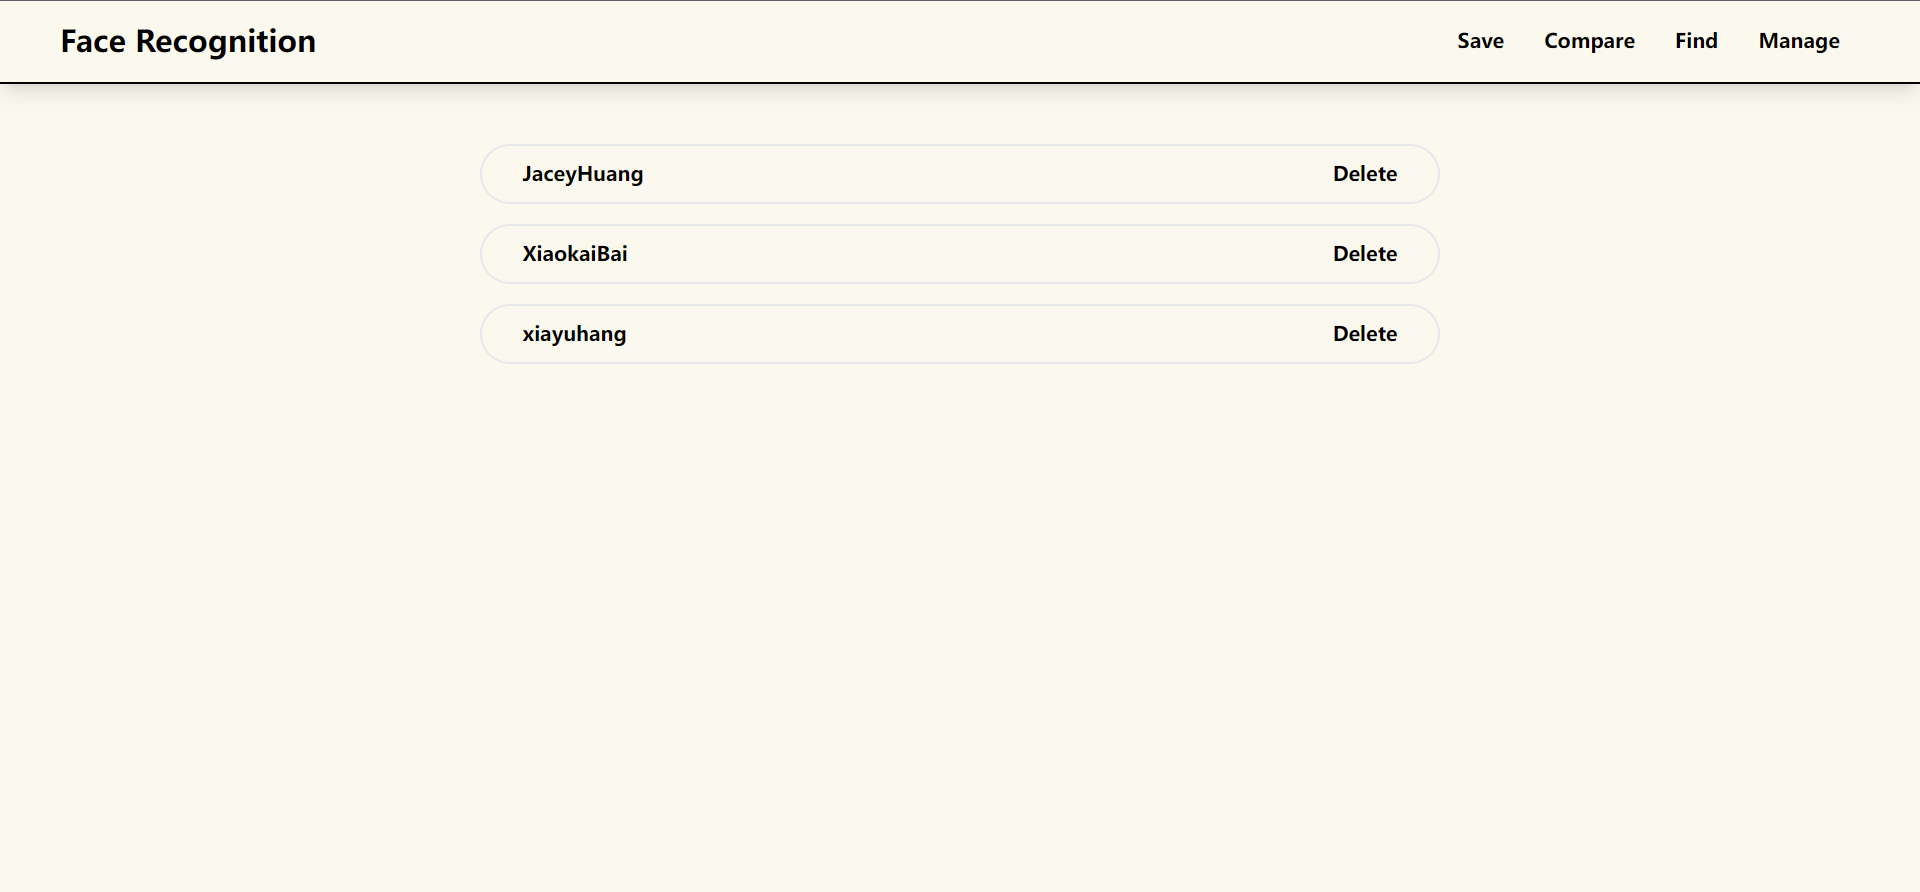 Face Recognition Save Compare Find Manage
JaceyHuang Delete
XiaokaiBai Delete
xiayuhang Delete